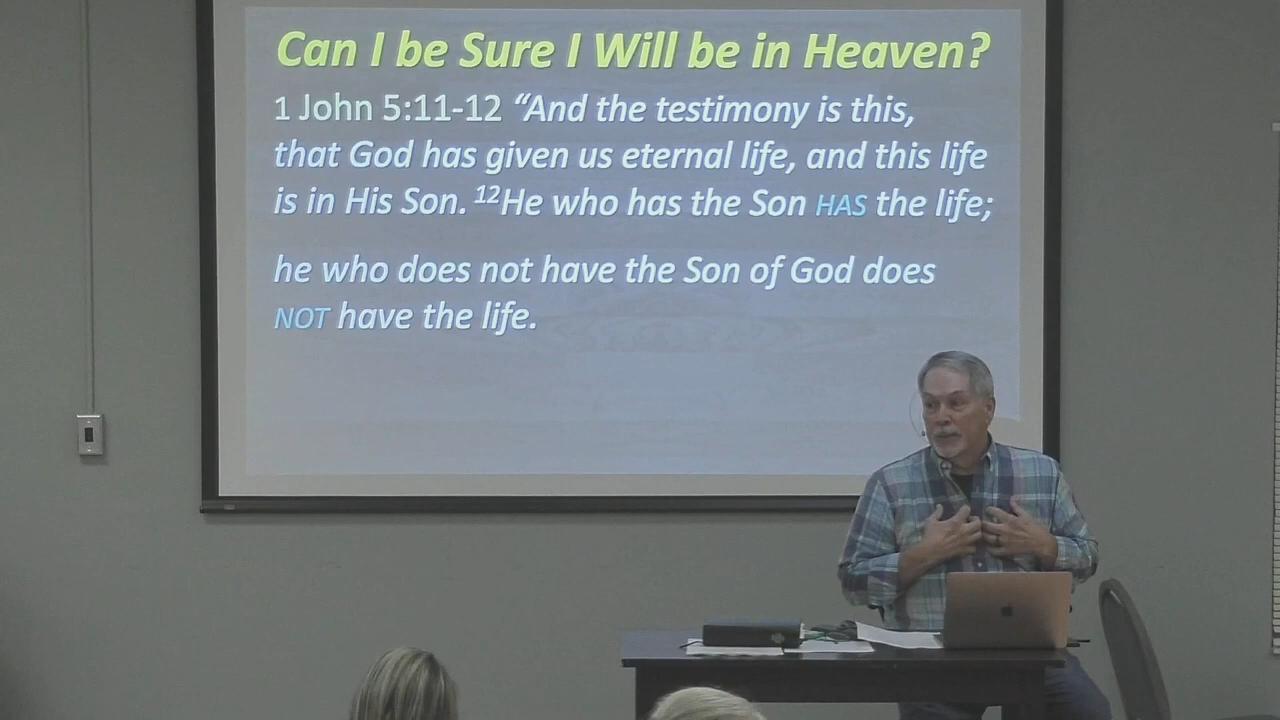 Can I be Sure I Will be in Heaven?
1 John 5:11-12 “And the testimony is this,
that God has given us eternal life, and this life
is in His Son. 12He who has the Son HAS the life;
he who does not have the Son of God does
NOT have the life.